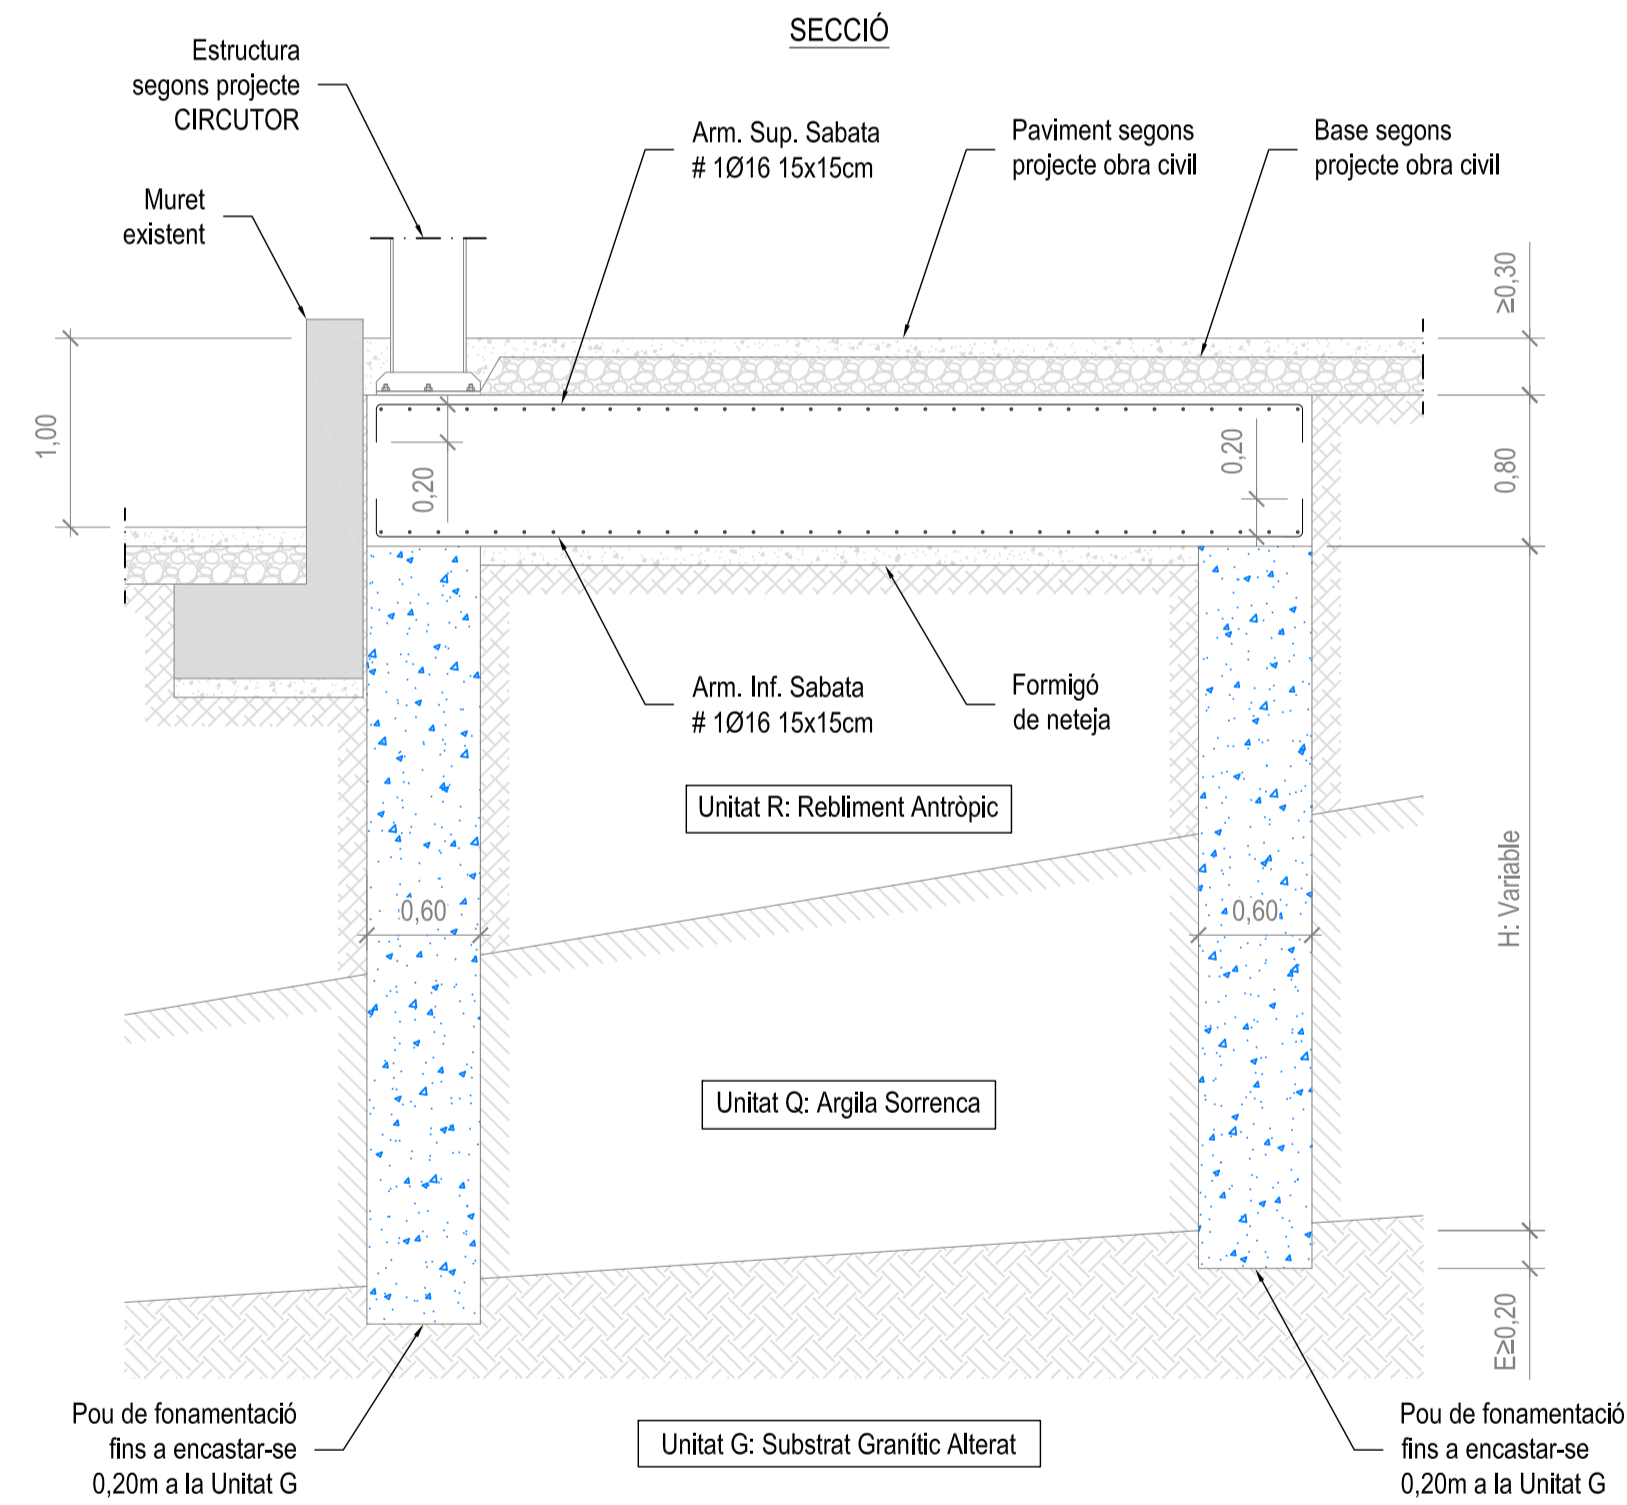 SECCIÓ
Estructura
segons projecte
CIRCUTOR
Arm. Sup. Sabata
# 1Ø16 15x15cm
Paviment segons
projecte obra civil
Base segons
projecte obra civil
Muret
existent
≥0,30
1,00
0,20
0,20
0,80
Arm. Inf. Sabata
# 1Ø16 15x15cm
Formigó
de neteja
Unitat R: Rebliment Antròpic
0,60
0,60
H: Variable
Unitat Q: Argila Sorrenca
E≥0,20
Pou de fonamentació
fins a encastar-se
0,20m a la Unitat G
Unitat G: Substrat Granític Alterat
Pou de fonamentació
fins a encastar-se
0,20m a la Unitat G